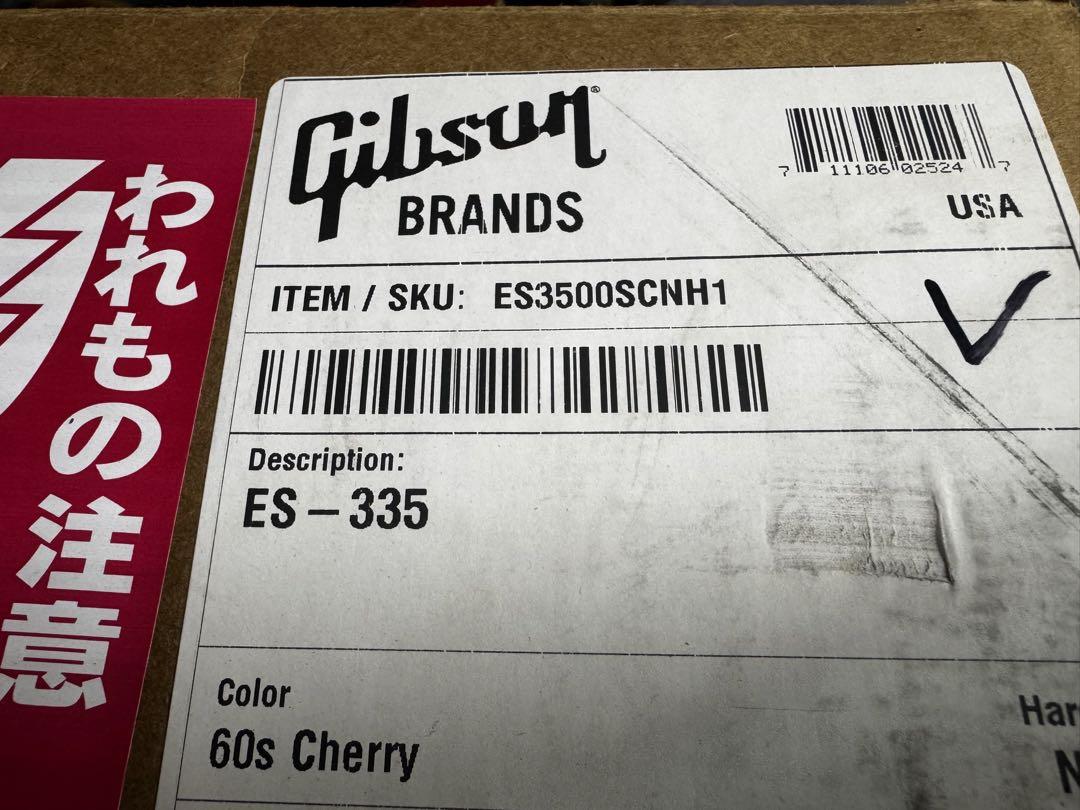 われもの注意
Gibson®
BRANDS
7 11106 02524 7
USA
ITEM / SKU: ES3500SCNH1
Description:
ES – 335
Color
60s Cherry
Har
N